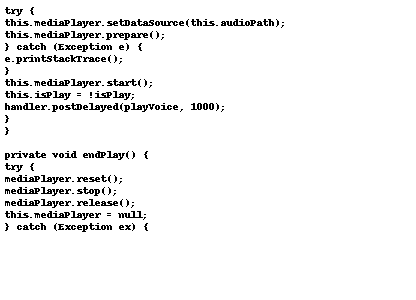 try {
this.mediaPlayer.setDataSource(this.audioPath);
this.mediaPlayer.prepare();
} catch (Exception e) {
e.printStackTrace();
}
this.mediaPlayer.start();
this.isPlay = !isPlay;
handler.postDelayed(playVoice, 1000);
}
}

private void endPlay() {
try {
mediaPlayer.reset();
mediaPlayer.stop();
mediaPlayer.release();
this.mediaPlayer = null;
} catch (Exception ex) {